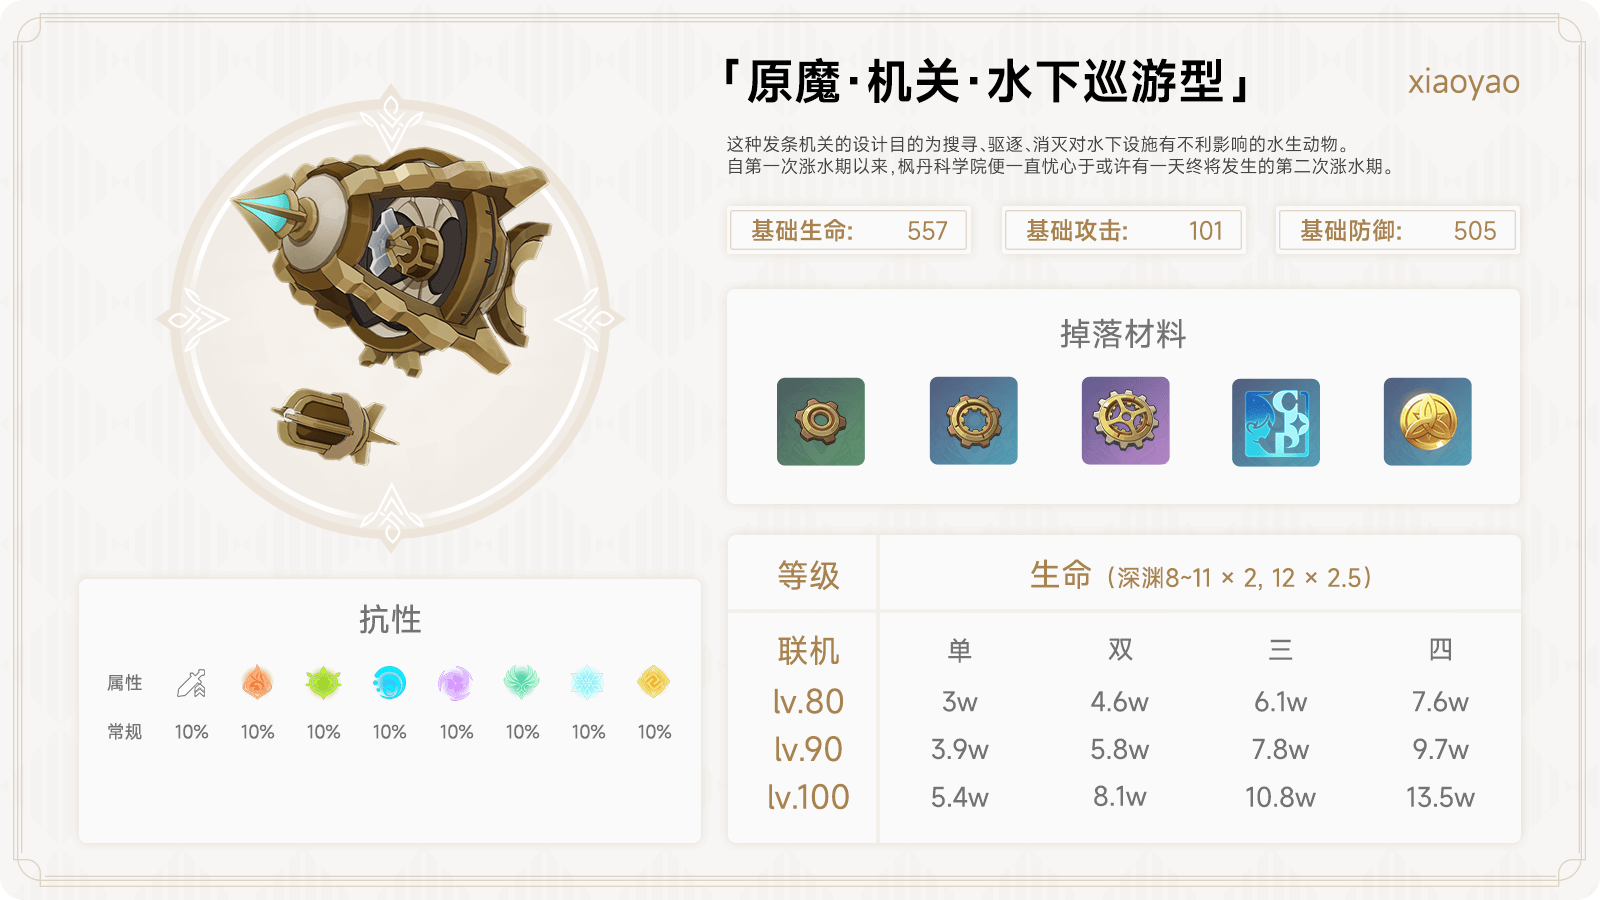 「原魔·机关·水下巡游型」
xiaoyao
这种发条机关的设计目的为搜寻、驱逐、消灭对水下设施有不利影响的水生动物。
自第一次涨水期以来,枫丹科学院便一直忧心于或许有一天终将发生的第二次涨水期。
基础生命: 557
基础攻击: 101
基础防御: 505
掉落材料
COP
抗性
属性
常规 10% 10% 10% 10% 10% 10% 10% 10%
等级 生命（深渊8~11 × 2, 12 × 2.5）
联机 单 双 三 四
lv.80 3w 4.6w 6.1w 7.6w
lv.90 3.9w 5.8w 7.8w 9.7w
lv.100 5.4w 8.1w 10.8w 13.5w